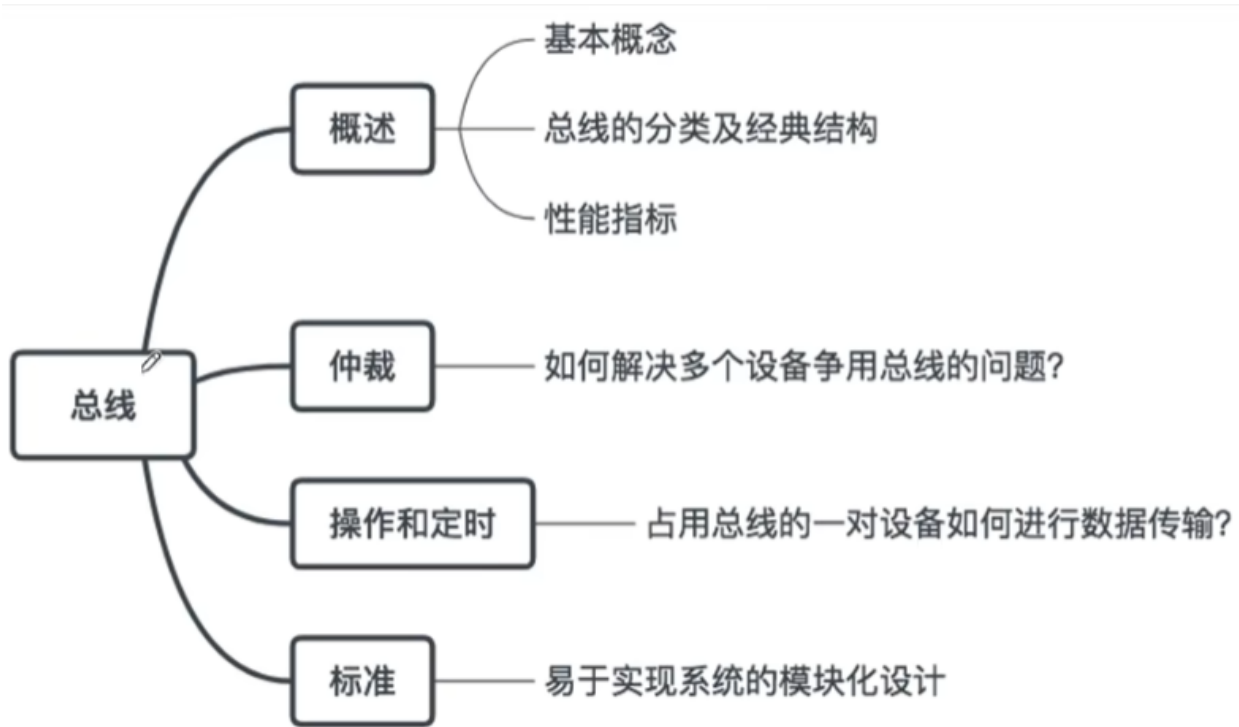 基本概念
概述
总线的分类及经典结构
性能指标
仲裁
如何解决多个设备争用总线的问题?
总线
操作和定时
占用总线的一对设备如何进行数据传输?
标准
易于实现系统的模块化设计